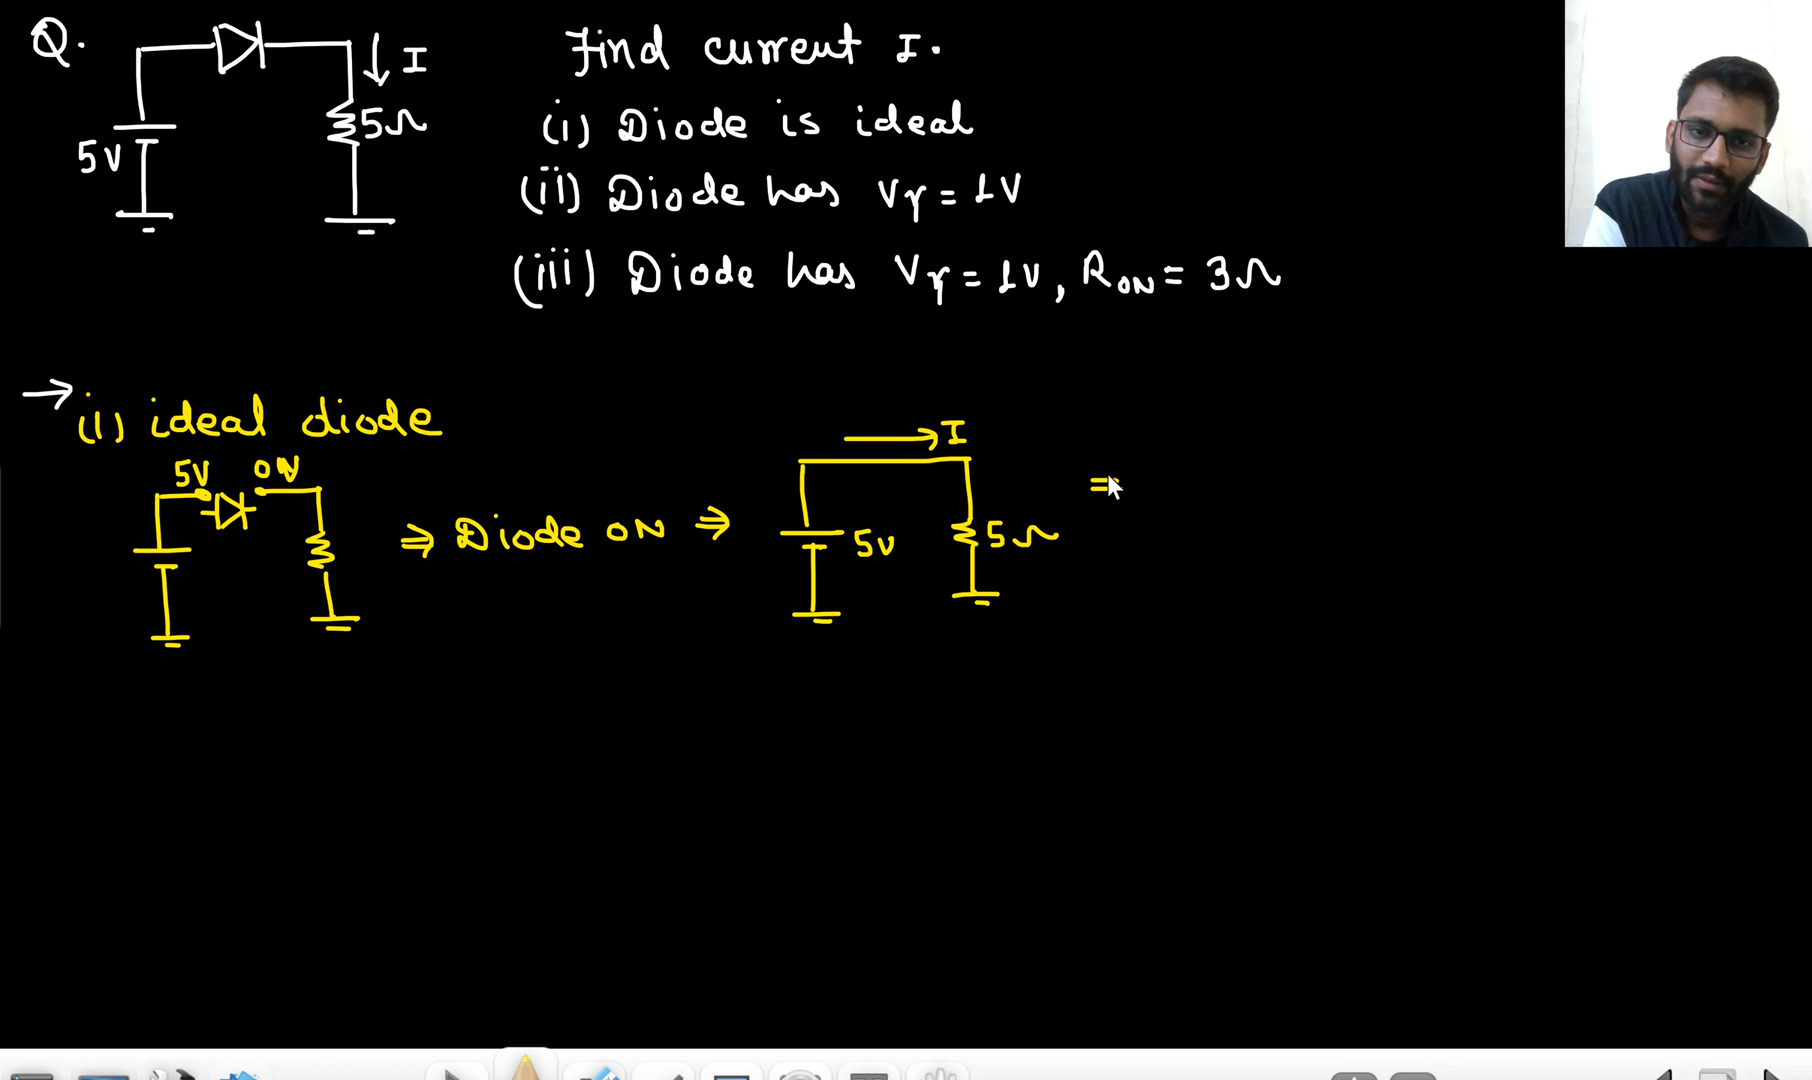 Q.
I
5Ω
5V
Find current I.
(i) Diode is ideal
(ii) Diode has Vγ = 1V
(iii) Diode has Vγ = 1V, RON = 3Ω
→ (i) ideal diode
5V 0V
⇒ Diode ON ⇒
I
5V
5Ω
=